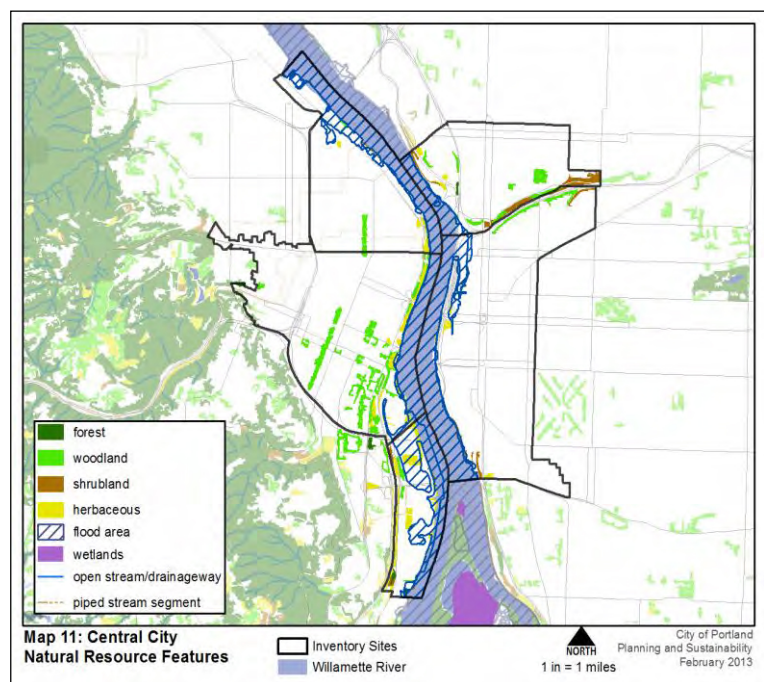 forest
woodland
shrubland
herbaceous
flood area
wetlands
open stream/drainageway
piped stream segment
Map 11: Central City
Natural Resource Features
Inventory Sites
Willamette River
NORTH
1 in = 1 miles
City of Portland
Planning and Sustainability
February 2013